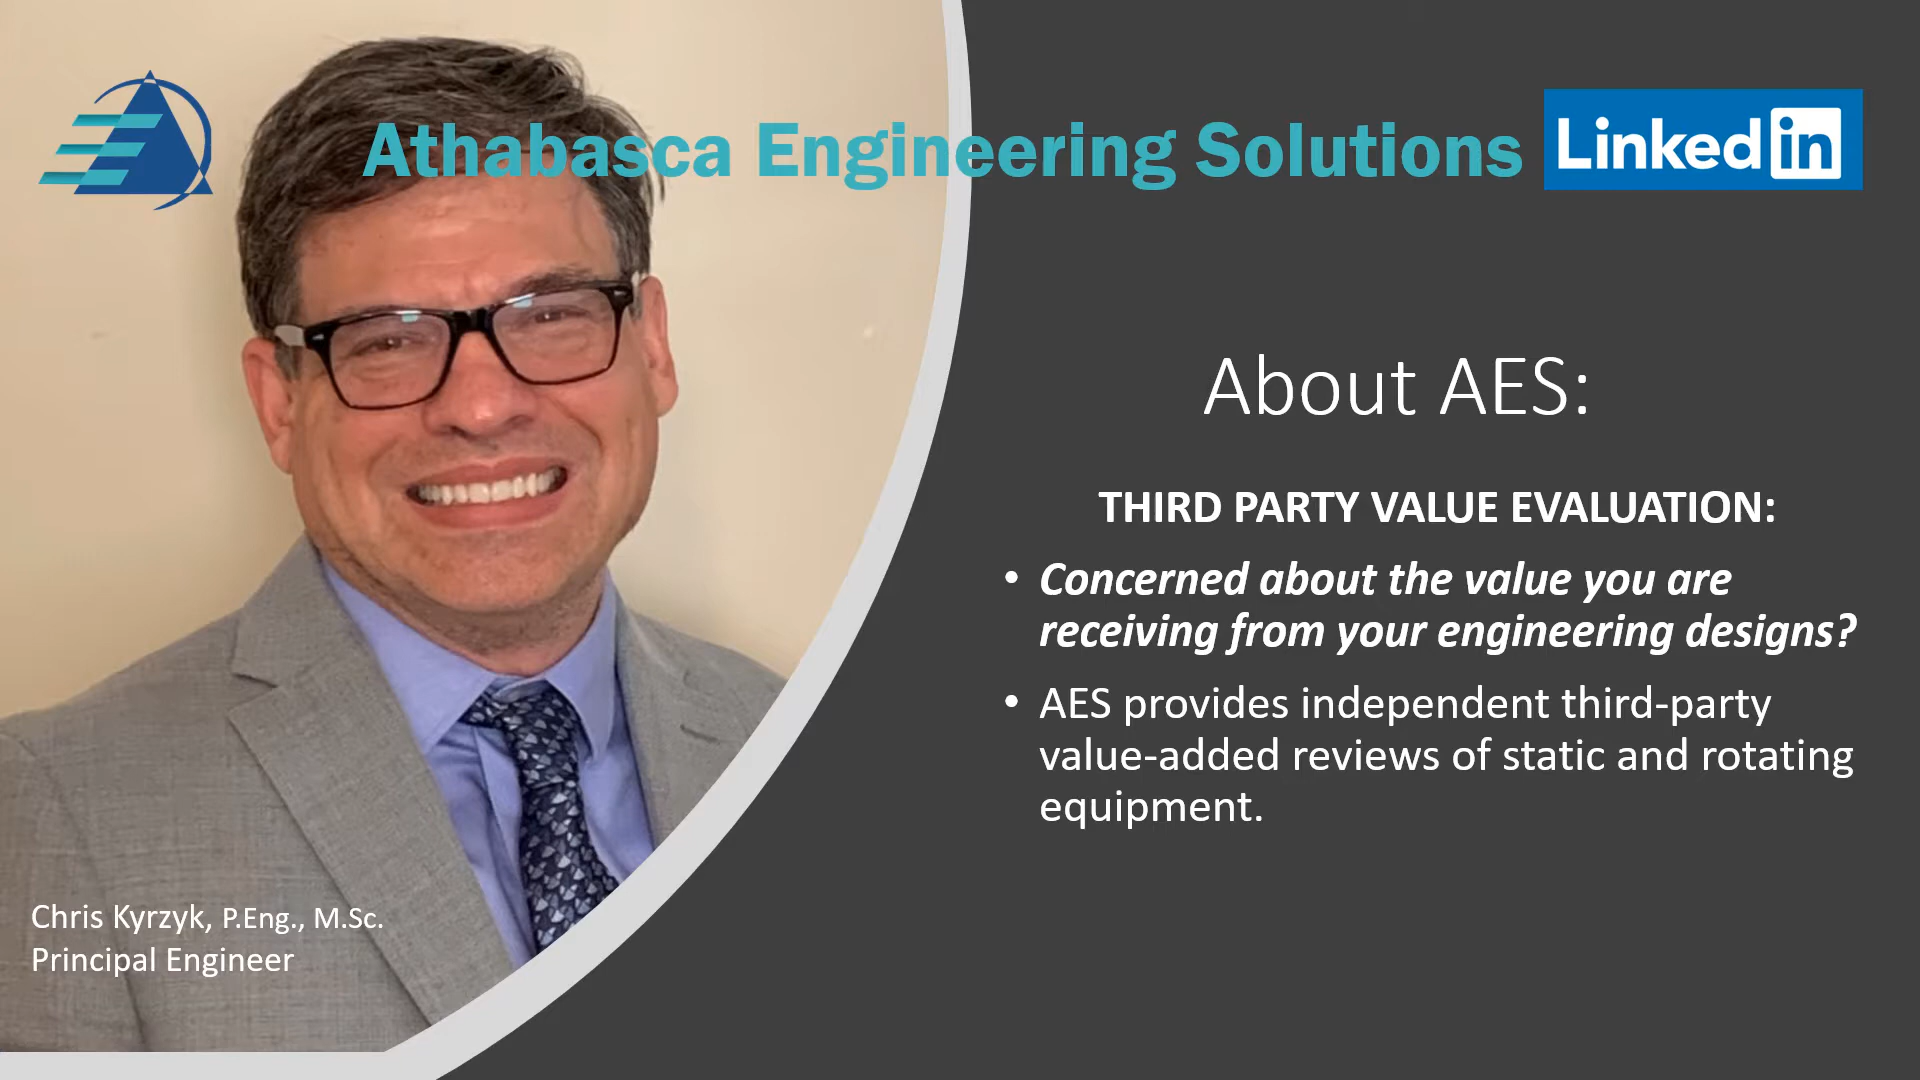 Athabasca Engineering Solutions
Linked in
About AES:
THIRD PARTY VALUE EVALUATION:
• Concerned about the value you are
receiving from your engineering designs?
• AES provides independent third-party
value-added reviews of static and rotating
equipment.
Chris Kyrzyk, P.Eng., M.Sc.
Principal Engineer